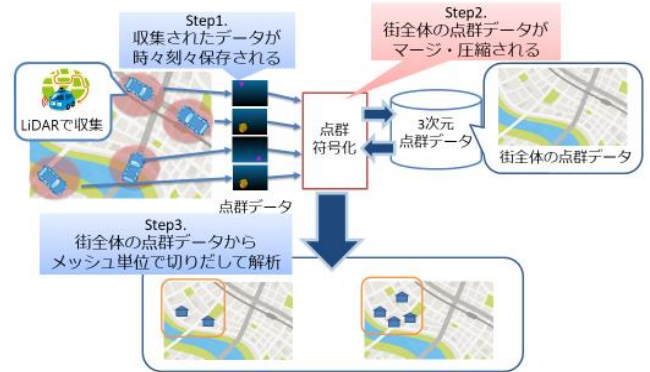 Step1.
収集されたデータが
時々刻々保存される
Step2.
街全体の点群データが
マージ・圧縮される
LiDARで収集
点群
符号化
3次元
点群データ
街全体の点群データ
点群データ
Step3.
街全体の点群データから
メッシュ単位で切りだして解析